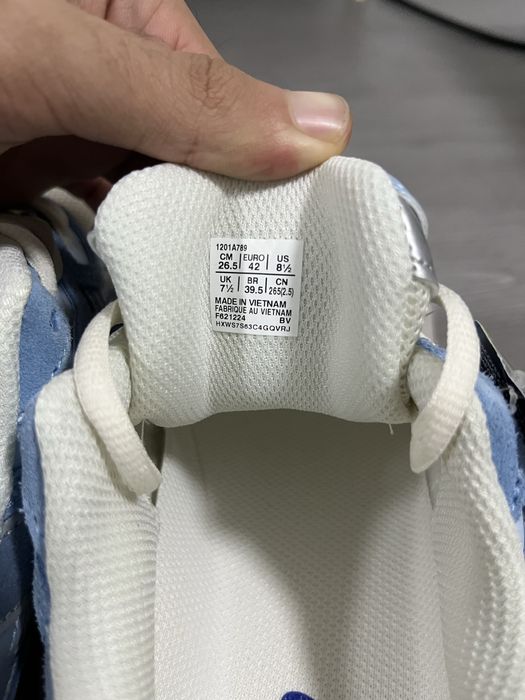 1201A789
CM EURO US
26.5 42 8½
UK BR CN
7½ 39.5 265(2.5)
MADE IN VIETNAM
FABRIQUE AU VIETNAM
F621224 BV
HXWS7S63C4GQVRJ